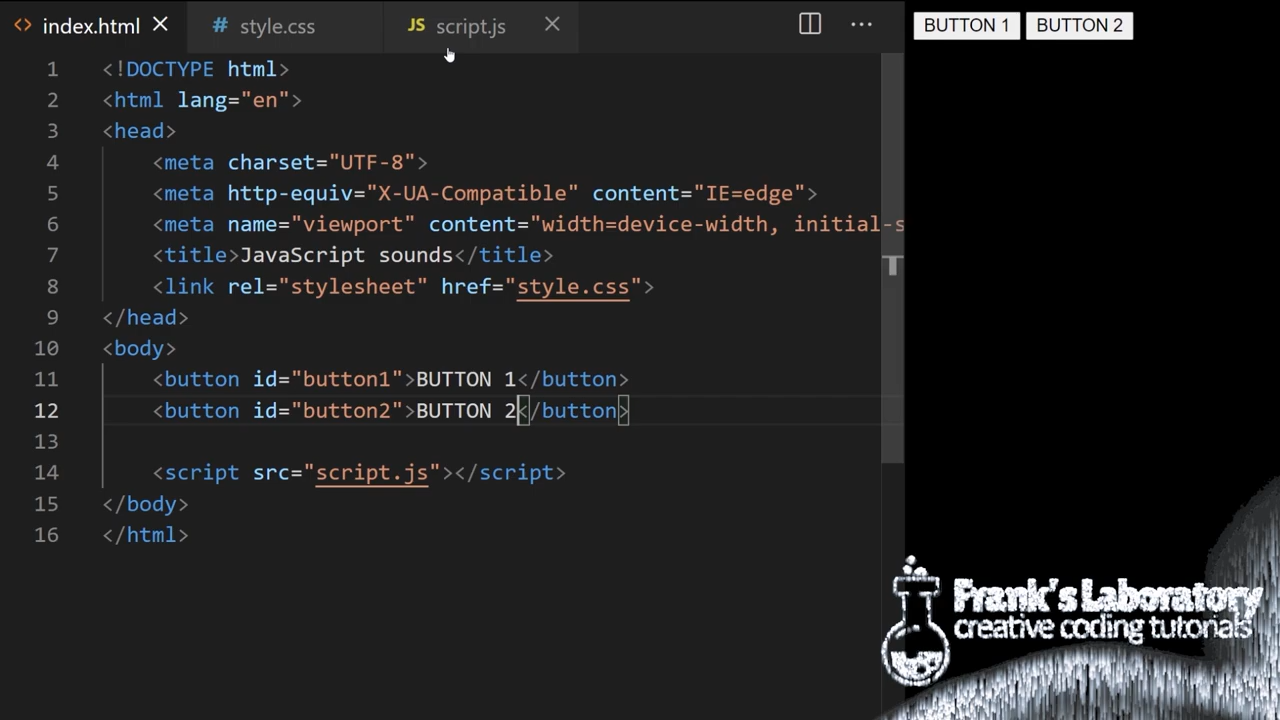 index.html style.css JS script.js
BUTTON 1 BUTTON 2
1 <!DOCTYPE html>
2 <html lang="en">
3 <head>
4 <meta charset="UTF-8">
5 <meta http-equiv="X-UA-Compatible" content="IE=edge">
6 <meta name="viewport" content="width=device-width, initial-s
7 <title>JavaScript sounds</title>
8 <link rel="stylesheet" href="style.css">
9 </head>
10 <body>
11 <button id="button1">BUTTON 1</button>
12 <button id="button2">BUTTON 2</button>
13
14 <script src="script.js"></script>
15 </body>
16 </html>
Frank's Laboratory
creative coding tutorials